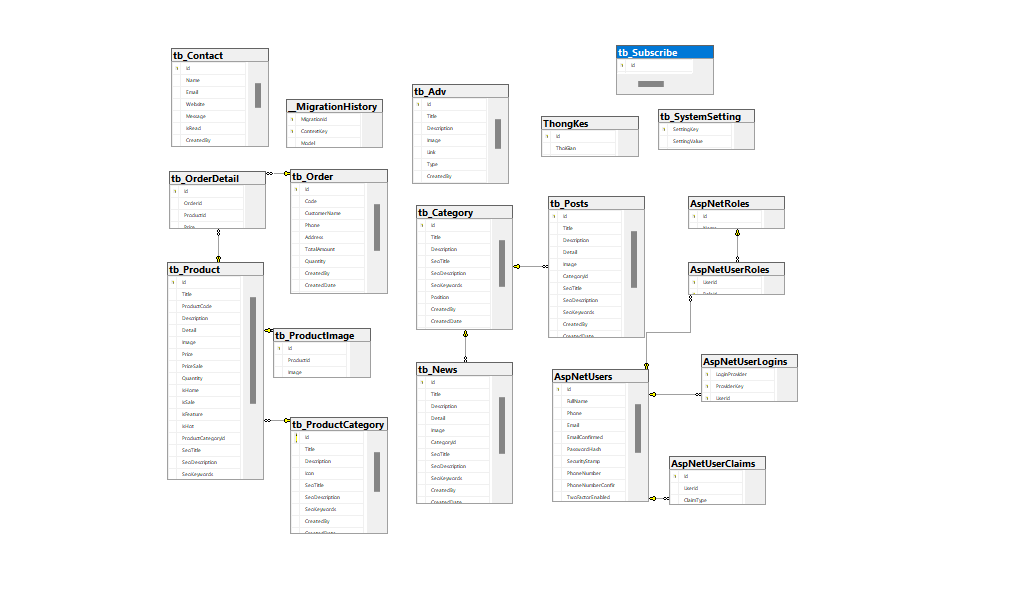 tb_Contact
Id
Name
Email
Website
Message
IsRead
CreatedBy
__MigrationHistory
MigrationId
ContextKey
Model
tb_Adv
Id
Title
Description
Image
Link
Type
CreatedBy
tb_Subscribe
Id
ThongKes
Id
ThoiGian
tb_SystemSetting
SettingKey
SettingValue
tb_OrderDetail
Id
OrderId
ProductId
Price
tb_Order
Id
Code
CustomerName
Phone
Address
TotalAmount
Quantity
CreatedBy
CreatedDate
tb_Category
Id
Title
Description
SeoTitle
SeoDescription
SeoKeywords
Position
CreatedBy
CreatedDate
tb_Posts
Id
Title
Description
Detail
Image
CategoryId
SeoTitle
SeoDescription
SeoKeywords
CreatedBy
CreatedDate
AspNetRoles
Id
AspNetUserRoles
UserId
tb_Product
Id
Title
ProductCode
Description
Detail
Image
Price
PriceSale
Quantity
IsHome
IsSale
IsFeature
IsHot
ProductCategoryId
SeoTitle
SeoDescription
SeoKeywords
tb_ProductImage
Id
ProductId
Image
tb_ProductCategory
Id
Title
Description
Icon
SeoTitle
SeoDescription
SeoKeywords
CreatedBy
CreatedDate
tb_News
Id
Title
Description
Detail
Image
CategoryId
SeoTitle
SeoDescription
SeoKeywords
CreatedBy
CreatedDate
AspNetUsers
Id
FullName
Phone
Email
EmailConfirmed
PasswordHash
SecurityStamp
PhoneNumber
PhoneNumberConfir
TwoFactorEnabled
AspNetUserLogins
LoginProvider
ProviderKey
UserId
AspNetUserClaims
Id
UserId
ClaimType